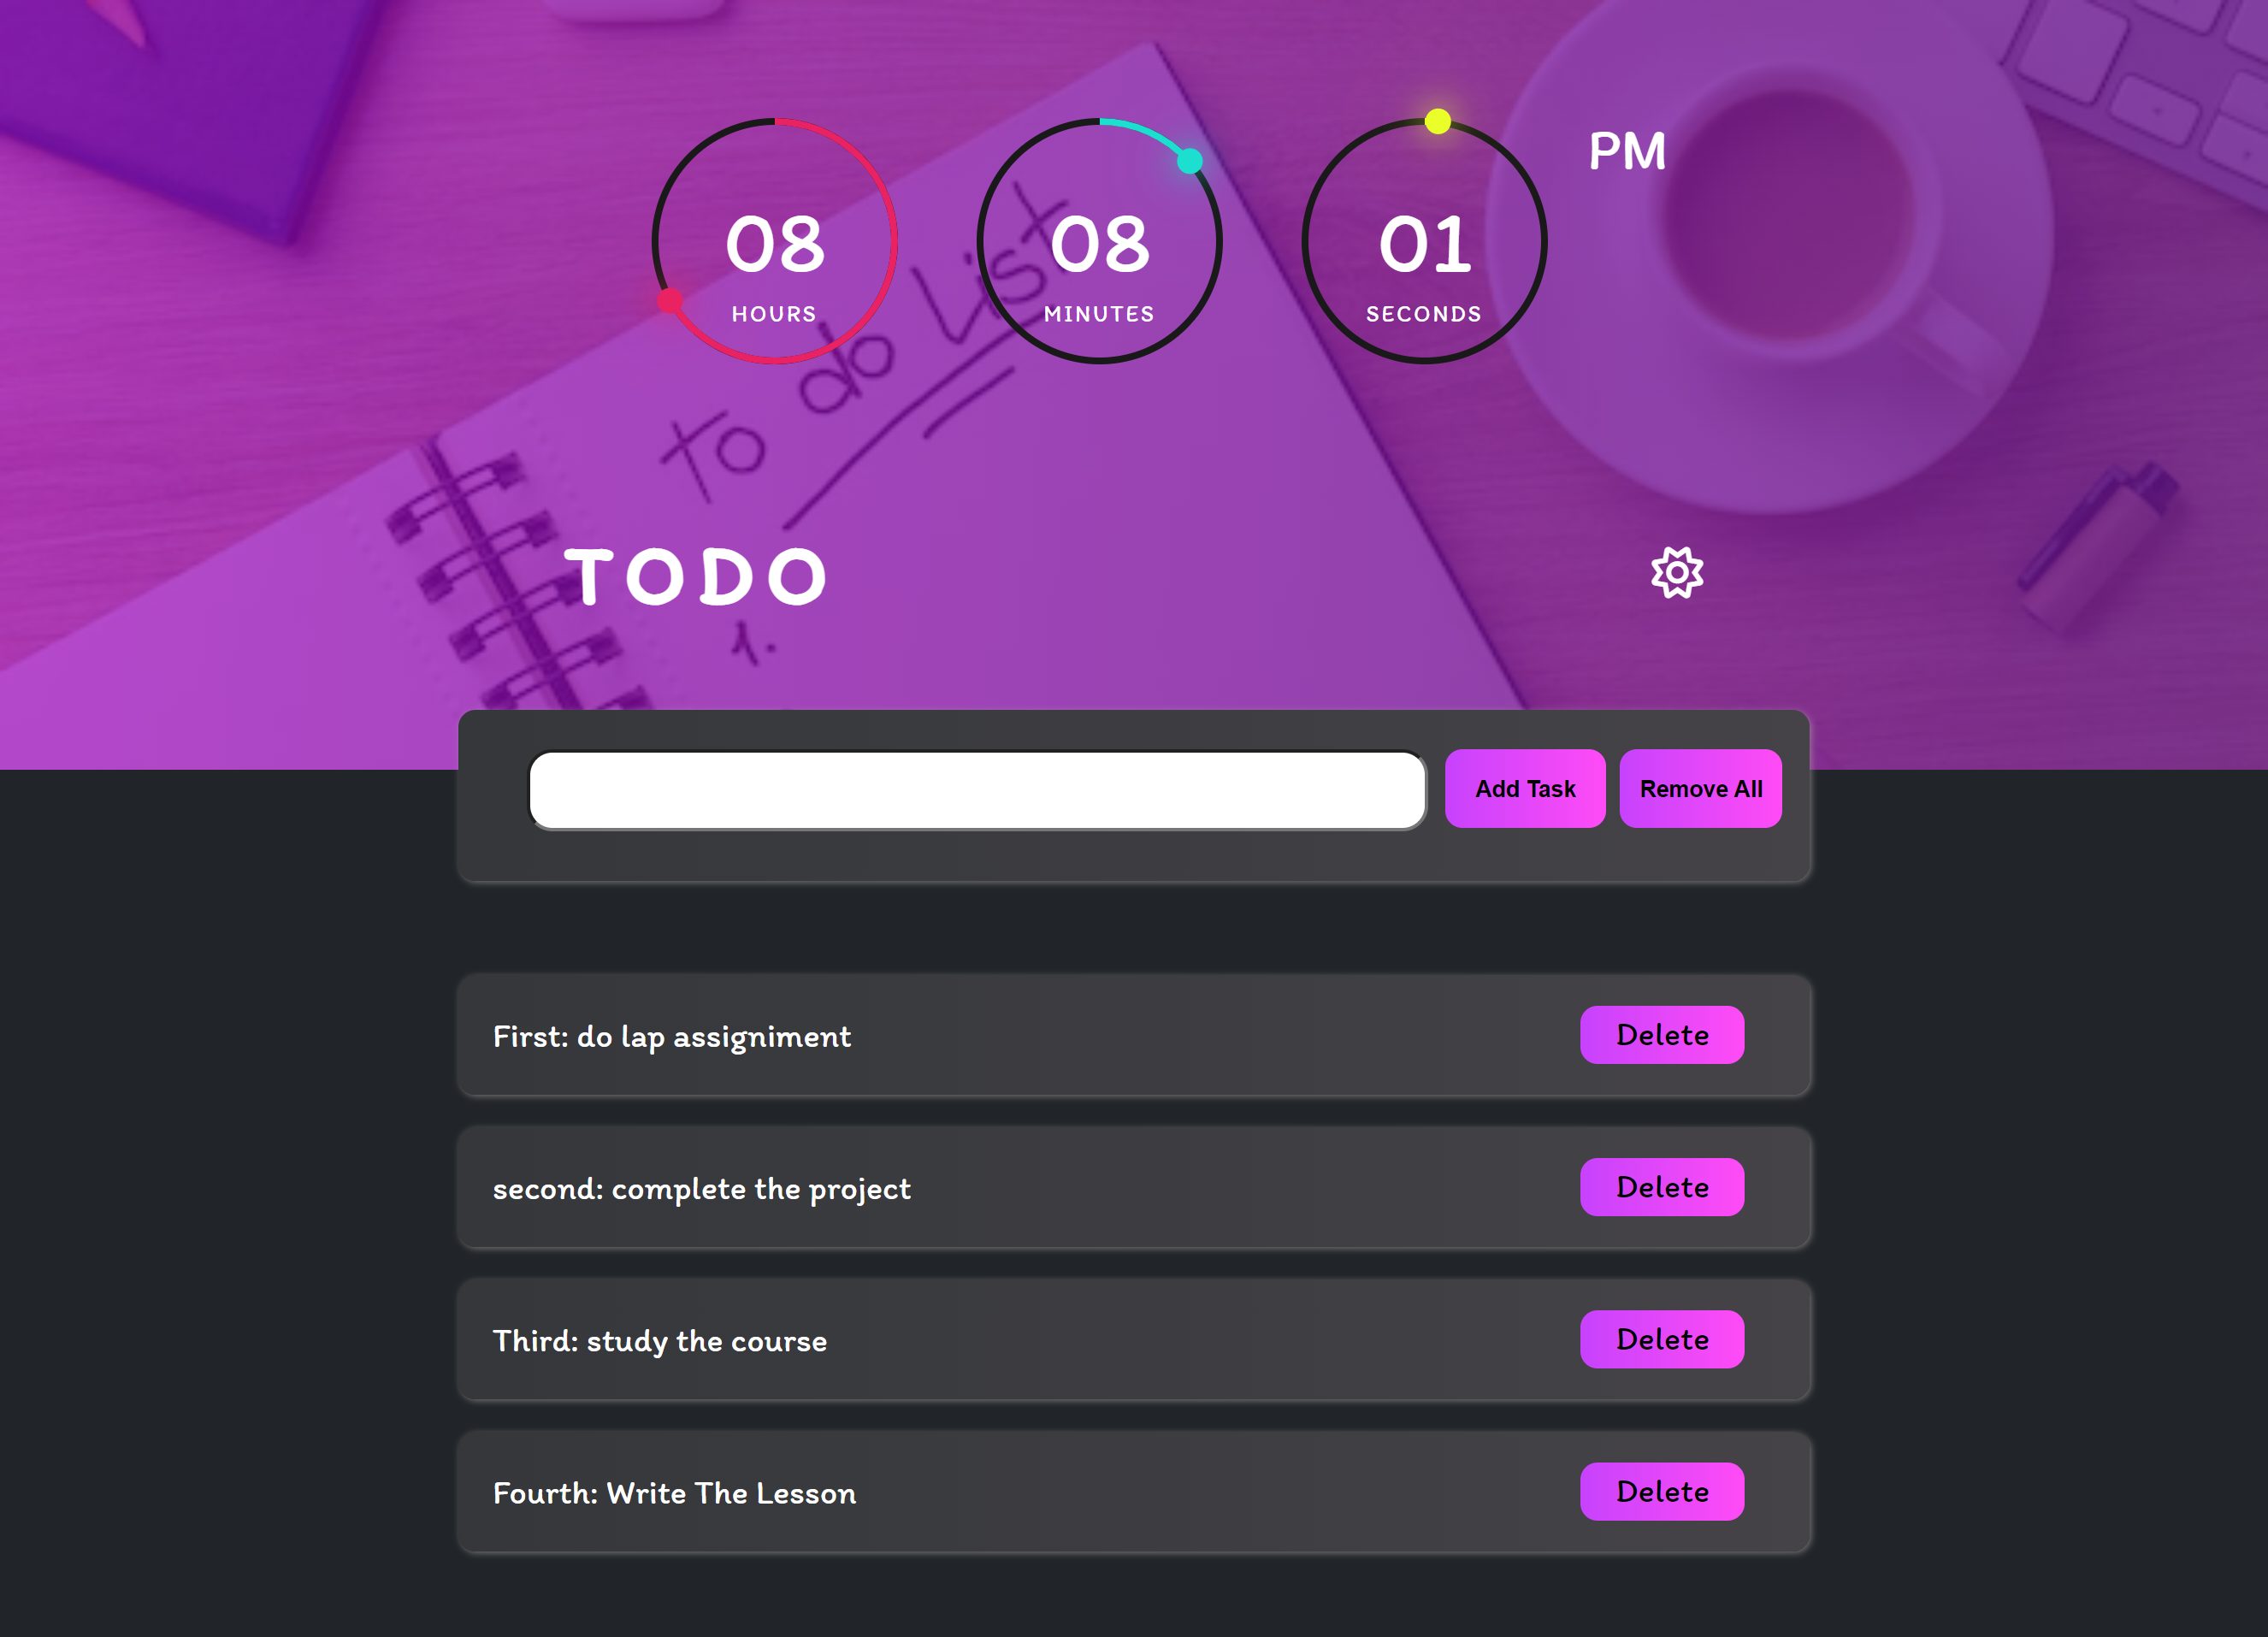 08 08 01 PM
HOURS MINUTES SECONDS
to do list
TODO
1.
Add Task Remove All
First: do lap assigniment Delete
second: complete the project Delete
Third: study the course Delete
Fourth: Write The Lesson Delete